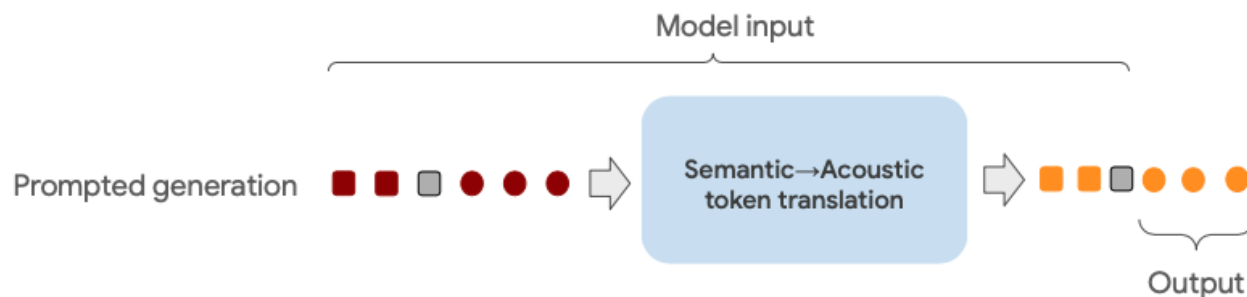 Model input
Prompted generation
Semantic→Acoustic
token translation
Output